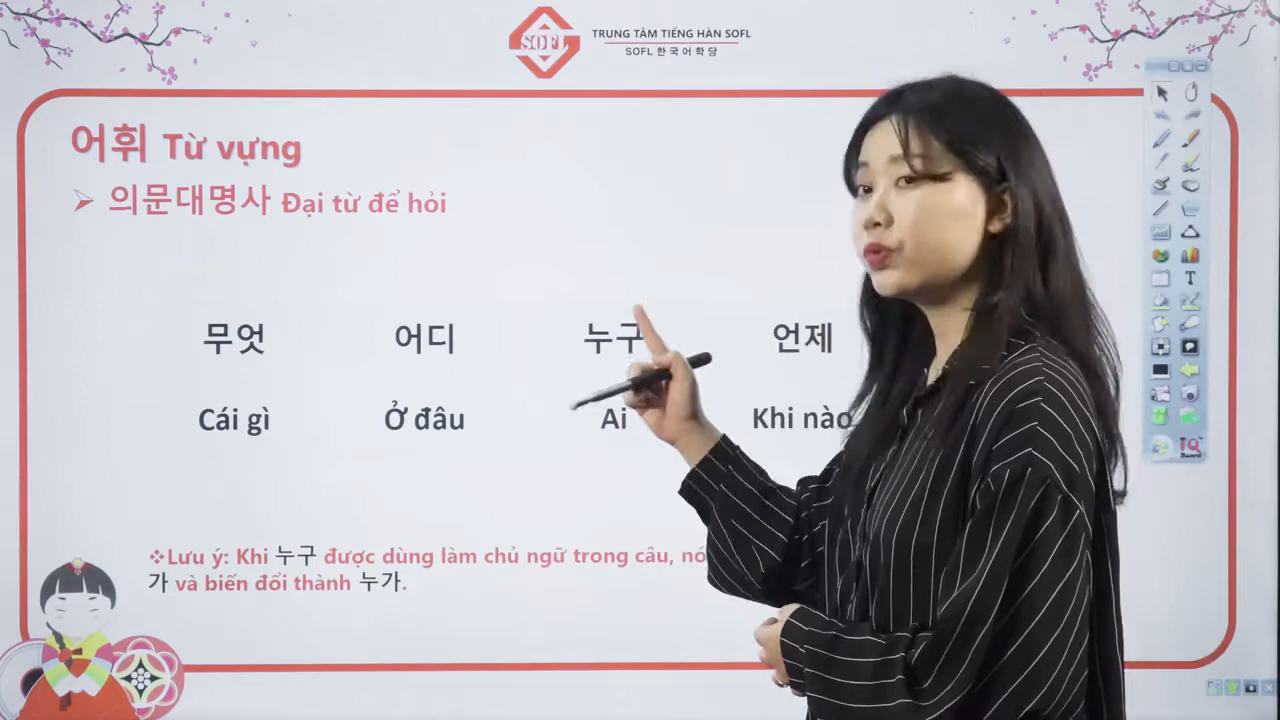 SOFL
TRUNG TÂM TIẾNG HÀN SOFL
SOFL 한국어학당
어휘 Từ vựng
➢ 의문대명사 Đại từ để hỏi
무엇 어디 누구 언제
Cái gì Ở đâu Ai Khi nào
❖Lưu ý: Khi 누구 được dùng làm chủ ngữ trong câu, nó
가 và biến đổi thành 누가.
T
iQ
Board